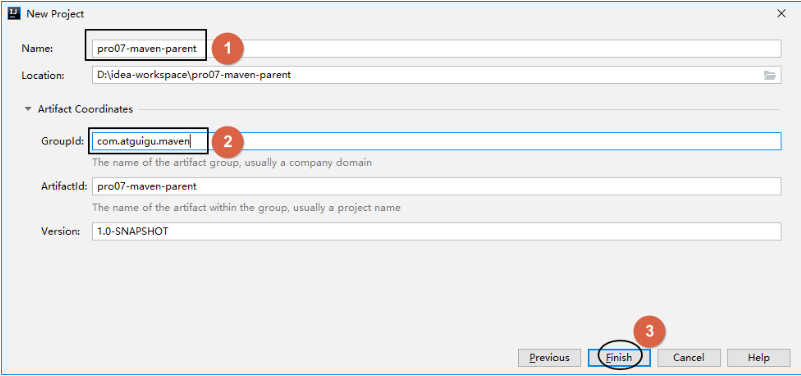 New Project
Name: pro07-maven-parent 1
Location: D:\idea-workspace\pro07-maven-parent
Artifact Coordinates
GroupId: com.atguigu.maven 2
The name of the artifact group, usually a company domain
ArtifactId: pro07-maven-parent
The name of the artifact within the group, usually a project name
Version: 1.0-SNAPSHOT
3
Previous Finish Cancel Help